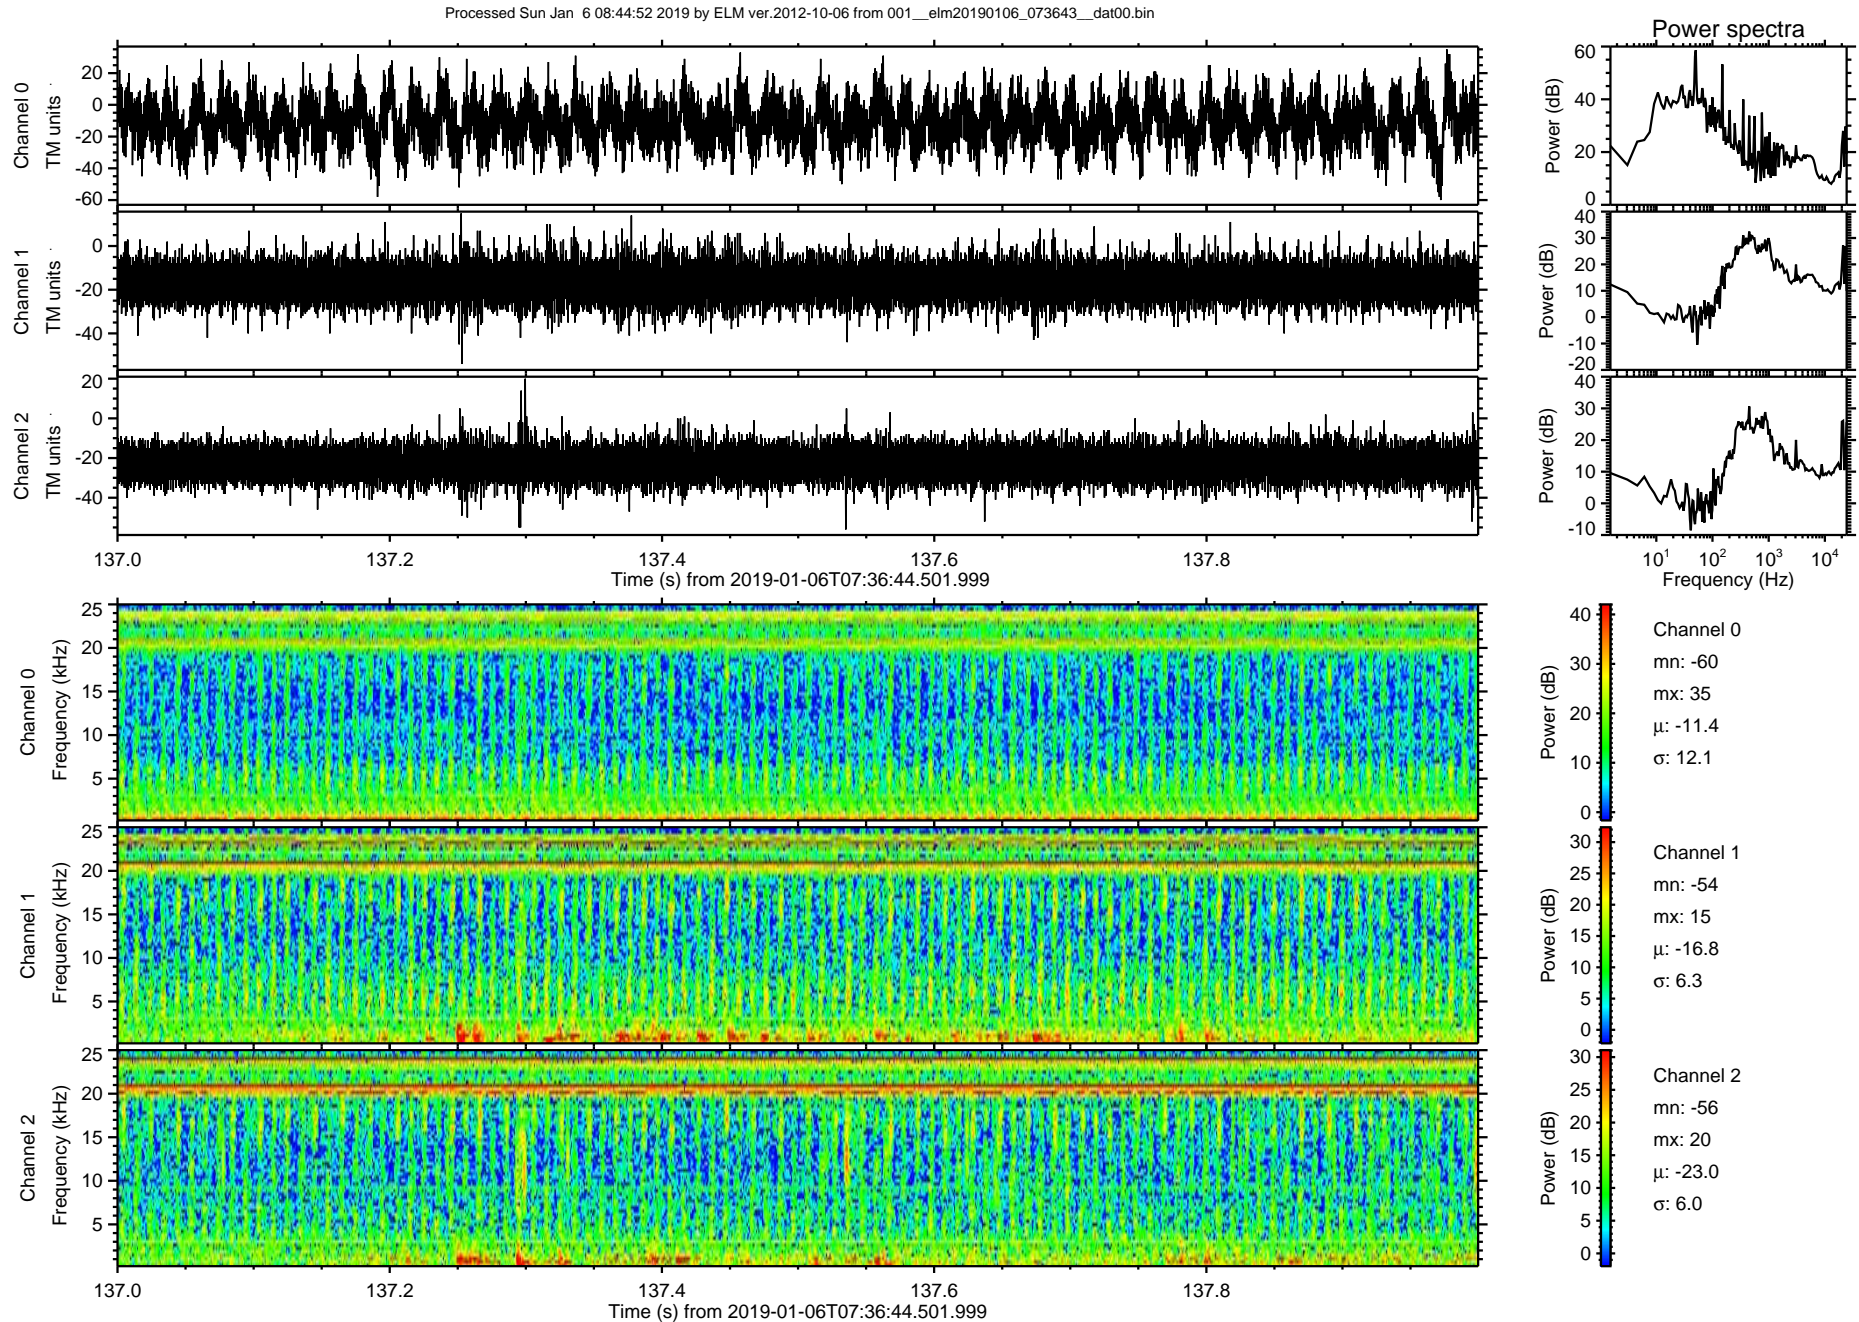 Processed Sun Jan  6 08:44:52 2019 by ELM ver.2012-10-06 from 001__elm20190106_073643__dat00.bin
Power spectra
Channel 0
TM units
20
0
-20
-40
-60
Power (dB)
60
40
20
0
Channel 1
TM units
0
-20
-40
Power (dB)
40
30
20
10
0
-10
-20
Channel 2
TM units
20
0
-20
-40
Power (dB)
40
30
20
10
0
-10
137.0 137.2 137.4 137.6 137.8
Time (s) from 2019-01-06T07:36:44.501.999
10^1 10^2 10^3 10^4
Frequency (Hz)
Channel 0
Frequency (kHz)
25
20
15
10
5
Power (dB)
40
30
20
10
0
Channel 0
mn: -60
mx: 35
μ: -11.4
σ: 12.1
Channel 1
Frequency (kHz)
25
20
15
10
5
Power (dB)
30
25
20
15
10
5
0
Channel 1
mn: -54
mx: 15
μ: -16.8
σ: 6.3
Channel 2
Frequency (kHz)
25
20
15
10
5
Power (dB)
30
25
20
15
10
5
0
Channel 2
mn: -56
mx: 20
μ: -23.0
σ: 6.0
137.0 137.2 137.4 137.6 137.8
Time (s) from 2019-01-06T07:36:44.501.999